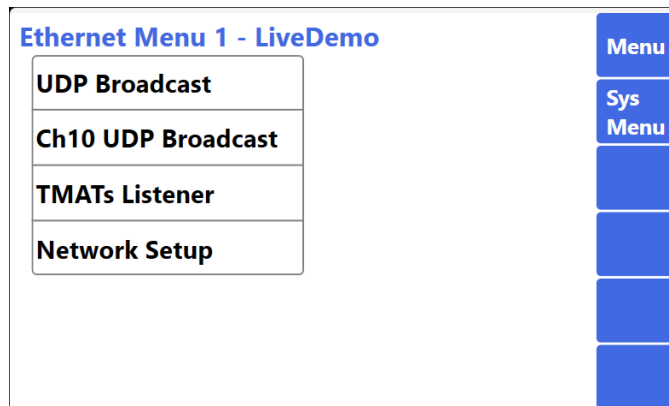 Ethernet Menu 1 - LiveDemo
UDP Broadcast
Ch10 UDP Broadcast
TMATs Listener
Network Setup
Menu
Sys
Menu